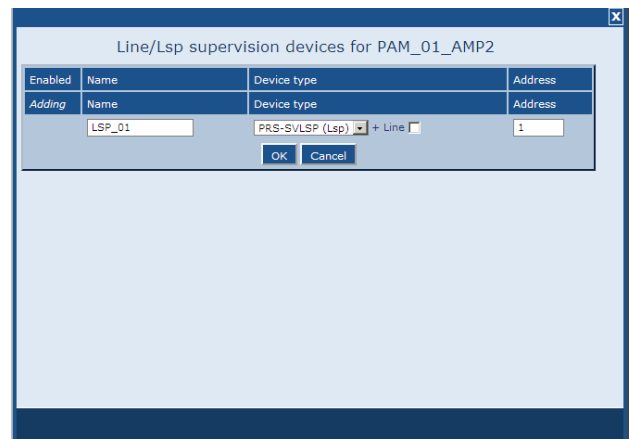 X
Line/Lsp supervision devices for PAM_01_AMP2
Enabled Name Device type Address
Adding Name Device type Address
LSP_01 PRS-SVLSP (Lsp) + Line 1
OK Cancel